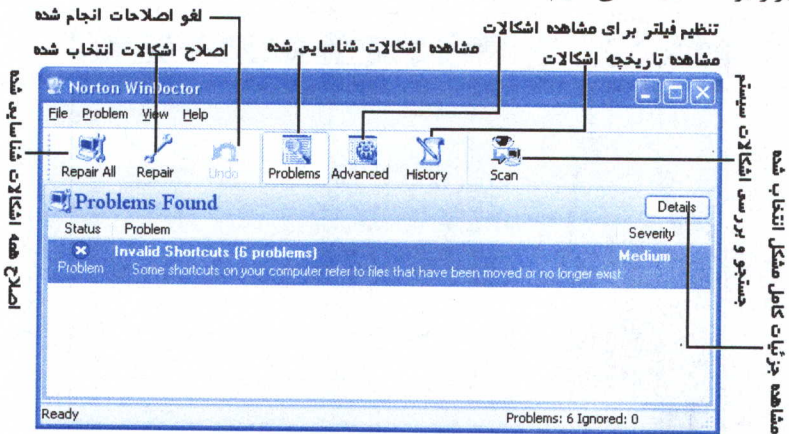 تنظیم فیلتر برای مشاهده اشکالات
لغو اصلاحات انجام شده
مشاهده اشکالات شناسایی شده
اصلاح اشکالات انتخاب شده
مشاهده تاریخچه اشکالات
اصلاح همه اشکالات شناسایی شده
جستجو و بررسی اشکالات سیستم
مشاهده جزئیات کامل مشکل انتخاب شده
Norton WinDoctor
File Problem View Help
Repair All Repair Undo Problems Advanced History Scan
Problems Found Details
Status Problem Severity
Invalid Shortcuts (6 problems) Medium
Problem Some shortcuts on your computer refer to files that have been moved or no longer exist.
Ready Problems: 6 Ignored: 0